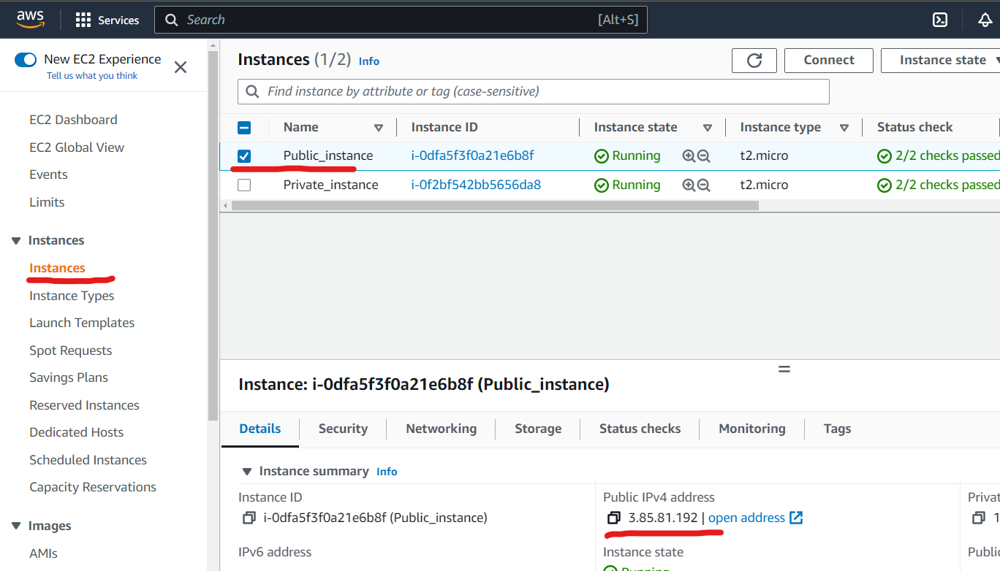 aws Services Search [Alt+S]
New EC2 Experience
Tell us what you think
EC2 Dashboard
EC2 Global View
Events
Limits
Instances
Instances
Instance Types
Launch Templates
Spot Requests
Savings Plans
Reserved Instances
Dedicated Hosts
Scheduled Instances
Capacity Reservations
Images
AMIs
Instances (1/2) Info Connect Instance state
Find instance by attribute or tag (case-sensitive)
Name Instance ID Instance state Instance type Status check
Public_instance i-0dfa5f3f0a21e6b8f Running t2.micro 2/2 checks passed
Private_instance i-0f2bf542bb5656da8 Running t2.micro 2/2 checks passed
Instance: i-0dfa5f3f0a21e6b8f (Public_instance)
Details Security Networking Storage Status checks Monitoring Tags
Instance summary Info
Instance ID Public IPv4 address Privat
i-0dfa5f3f0a21e6b8f (Public_instance) 3.85.81.192 | open address 1
IPv6 address Instance state Public
Running